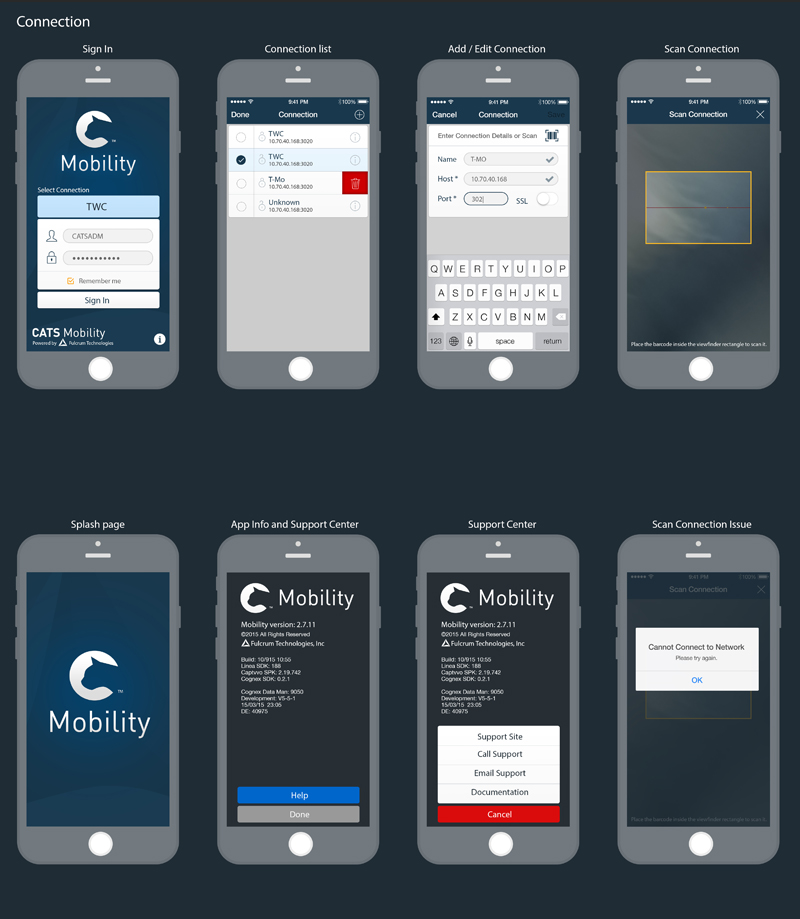 Connection
Sign In
™
Mobility
Select Connection
TWC
CATSADM
•••••••••••
Remember me
Sign In
CATS Mobility
Powered by Fulcrum Technologies
Connection list
9:41 PM 100%
Done Connection
TWC
10.70.40.168:3020
TWC
10.70.40.168:3020
T-Mo
10.70.40.168:3020
Unknown
10.70.40.168:3020
Add / Edit Connection
9:41 PM 100%
Cancel Connection
Enter Connection Details or Scan
Name T-MO
Host * 10.70.40.168
Port * 302 SSL
Q W E R T Y U I O P
A S D F G H J K L
Z X C V B N M
123 space return
Scan Connection
9:41 PM 100%
Scan Connection
Place the barcode inside the viewfinder rectangle to scan it.
Splash page
™
Mobility
App Info and Support Center
™ Mobility
Mobility version: 2.7.11
©2015 All Rights Reserved
Fulcrum Technologies, Inc
Build: 10/915 10:55
Linea SDK: 188
Captvvo SPK: 2.19.742
Cognex SDK: 0.2.1
Cognex Data Man: 9050
Development: V5-5-1
15/03/15 23:05
DE: 40975
Help
Done
Support Center
™ Mobility
Mobility version: 2.7.11
©2015 All Rights Reserved
Fulcrum Technologies, Inc
Build: 10/915 10:55
Linea SDK: 188
Captvvo SPK: 2.19.742
Cognex SDK: 0.2.1
Cognex Data Man: 9050
Development: V5-5-1
15/03/15 23:05
DE: 40975
Support Site
Call Support
Email Support
Documentation
Cancel
Scan Connection Issue
9:41 PM 100%
Scan Connection
Cannot Connect to Network
Please try again.
OK
Place the barcode inside the viewfinder rectangle to scan it.